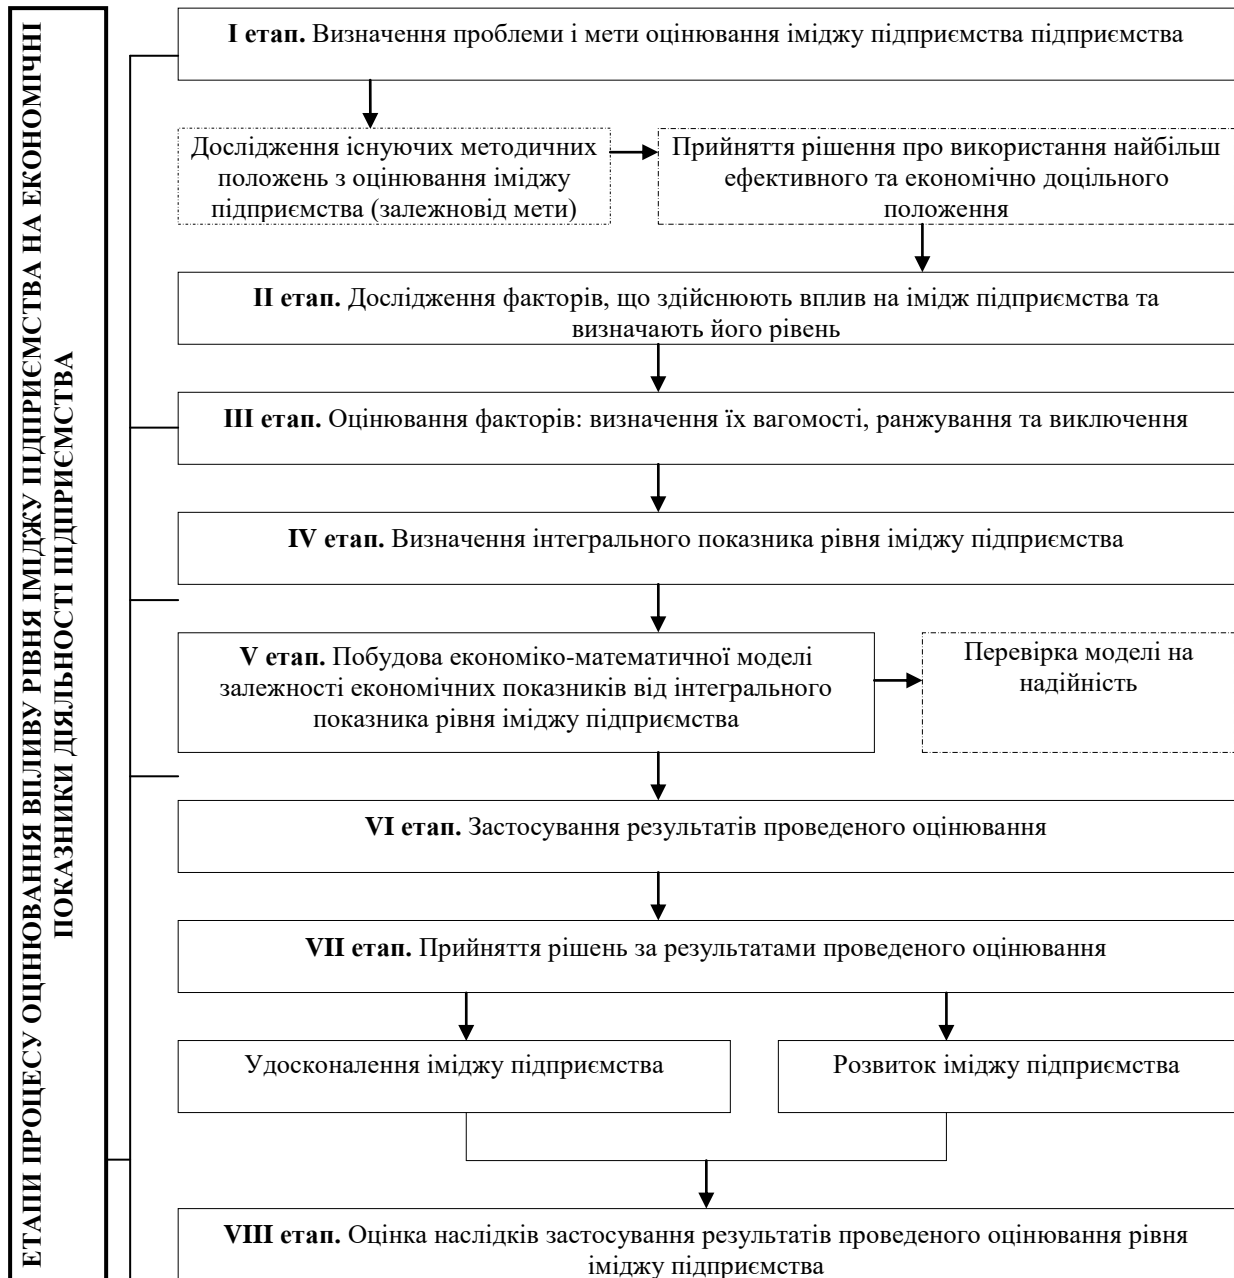 ЕТАПИ ПРОЦЕСУ ОЦІНЮВАННЯ ВПЛИВУ РІВНЯ ІМІДЖУ ПІДПРИЄМСТВА НА ЕКОНОМІЧНІ
ПОКАЗНИКИ ДІЯЛЬНОСТІ ПІДПРИЄМСТВА
I етап. Визначення проблеми і мети оцінювання іміджу підприємства підприємства
Дослідження існуючих методичних
положень з оцінювання іміджу
підприємства (залежновід мети)
Прийняття рішення про використання найбільш
ефективного та економічно доцільного
положення
II етап. Дослідження факторів, що здійснюють вплив на імідж підприємства та
визначають його рівень
III етап. Оцінювання факторів: визначення їх вагомості, ранжування та виключення
IV етап. Визначення інтегрального показника рівня іміджу підприємства
V етап. Побудова економіко-математичної моделі
залежності економічних показників від інтегрального
показника рівня іміджу підприємства
Перевірка моделі на
надійність
VI етап. Застосування результатів проведеного оцінювання
VII етап. Прийняття рішень за результатами проведеного оцінювання
Удосконалення іміджу підприємства
Розвиток іміджу підприємства
VIII етап. Оцінка наслідків застосування результатів проведеного оцінювання рівня
іміджу підприємства